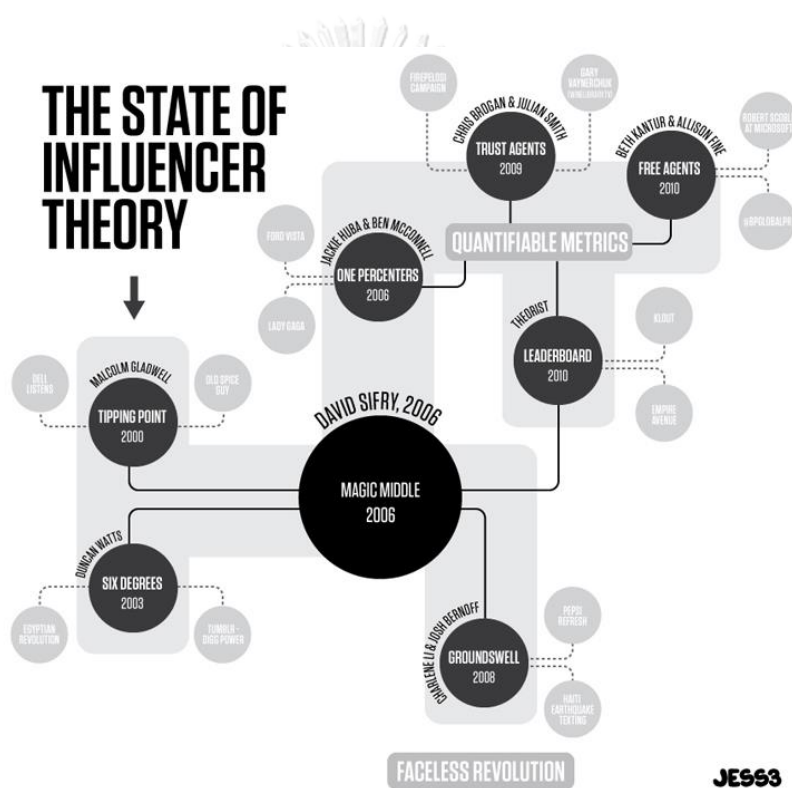 THE STATE OF
INFLUENCER
THEORY
FIREPELOSI
CAMPAIGN
GARY
VAYNERCHUK
CHRIS BROGAN & JULIAN SMITH
TRUST AGENTS
2009
BETH KANTUR & ALLISON FINE
FREE AGENTS
2010
ROBERT SCOBL
AT MICROSOFT
@BPGLOBALPR
QUANTIFIABLE METRICS
FORD VISTA
LADY GAGA
JACKIE HUBA & BEN MCCONNELL
ONE PERCENTERS
2006
THEORIST
LEADERBOARD
2010
KLOUT
EMPIRE
AVENUE
DELL
LISTENS
MALCOLM GLADWELL
TIPPING POINT
2000
OLD SPICE
GUY
DAVID SIFRY, 2006
MAGIC MIDDLE
2006
DUNCAN WATTS
SIX DEGREES
2003
EGYPTIAN
REVOLUTION
TUMBLR-
DIGG POWER
CHARLENE LI & JOSH BERNOFF
GROUNDSWELL
2008
PEPSI
REFRESH
HAITI
EARTHQUAKE
TEXTING
FACELESS REVOLUTION
JESS3